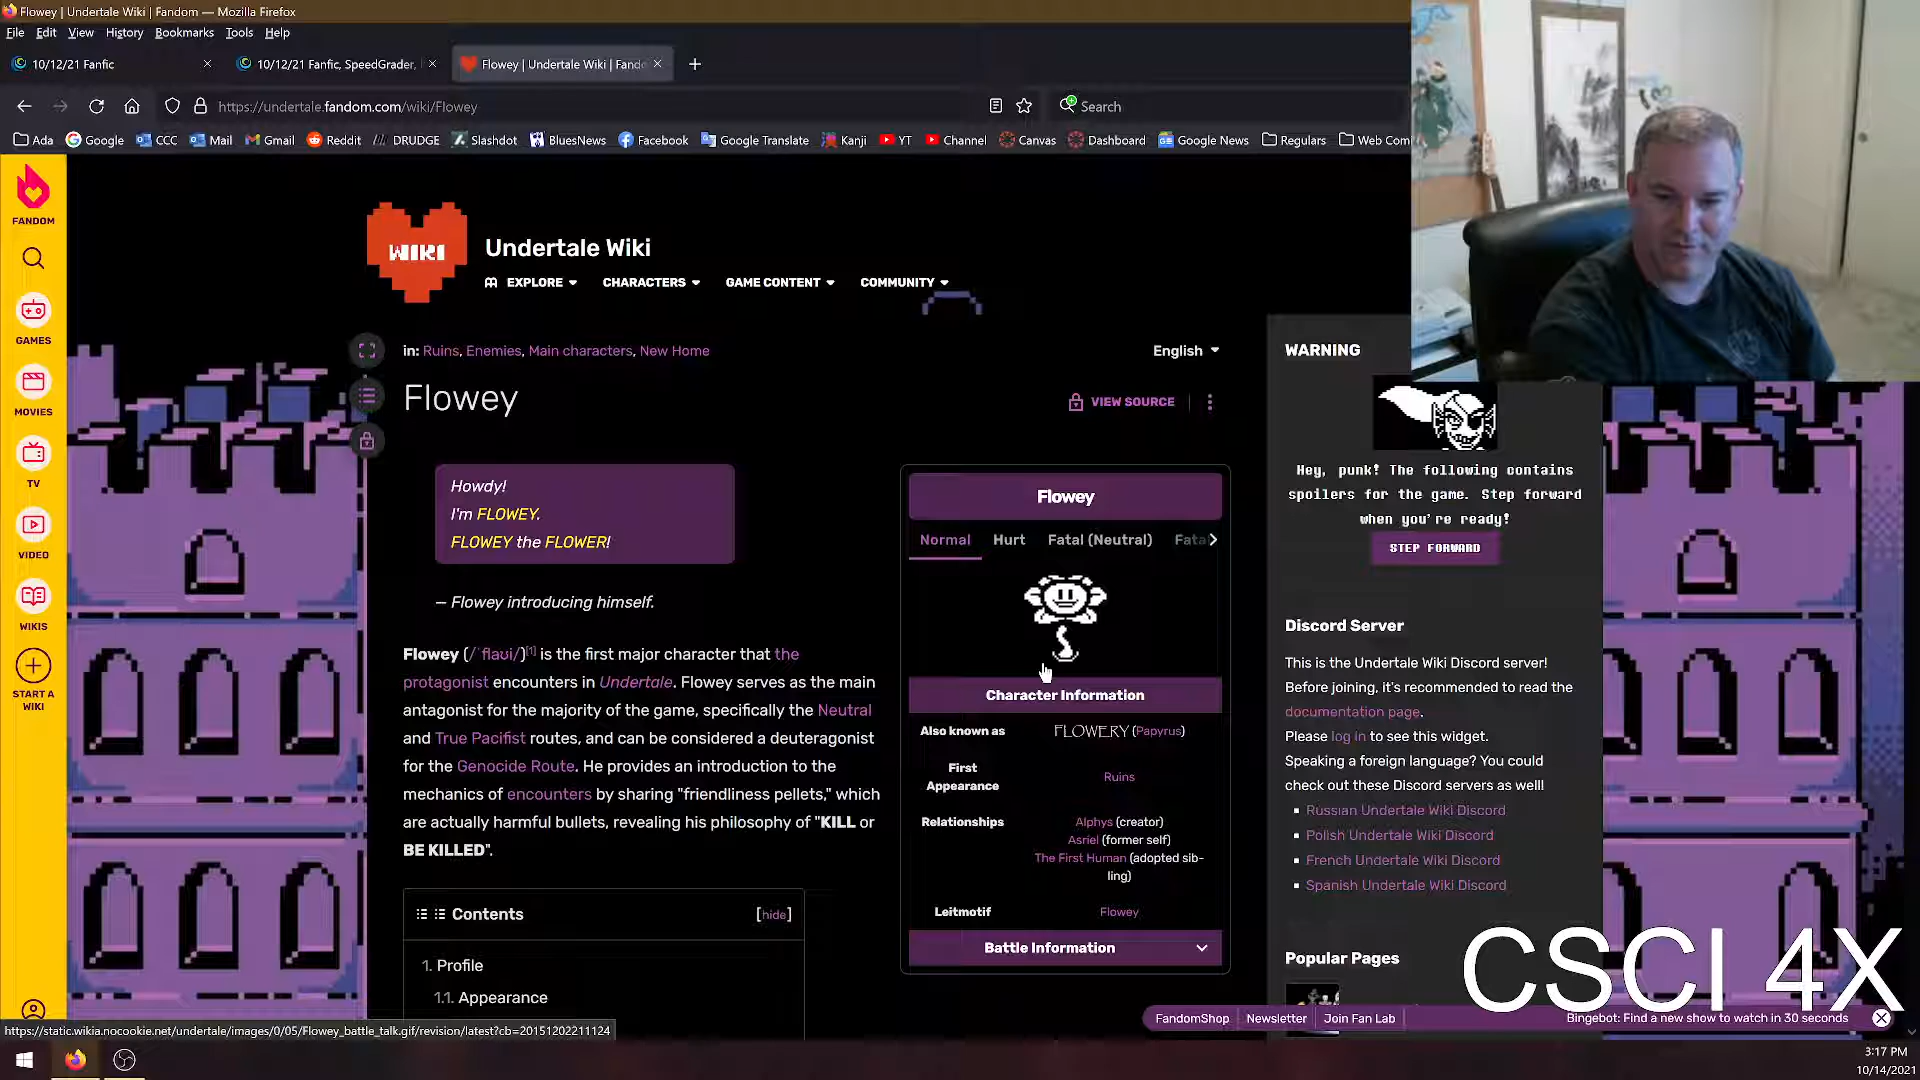 Flowey | Undertale Wiki | Fandom — Mozilla Firefox
File Edit View History Bookmarks Tools Help
10/12/21 Fanfic
10/12/21 Fanfic, SpeedGrader,
Flowey | Undertale Wiki | Fando
https://undertale.fandom.com/wiki/Flowey
Search
Ada Google CCC Mail Gmail Reddit DRUDGE Slashdot BluesNews Facebook Google Translate Kanji YT Channel Canvas Dashboard Google News Regulars Web Com
FANDOM
GAMES
MOVIES
TV
VIDEO
WIKIS
START A
WIKI
WIKI
Undertale Wiki
EXPLORE CHARACTERS GAME CONTENT COMMUNITY
in: Ruins, Enemies, Main characters, New Home
English
Flowey
VIEW SOURCE
Howdy!
I'm FLOWEY.
FLOWEY the FLOWER!
— Flowey introducing himself.
Flowey (/ˈflaʊi/)[1] is the first major character that the
protagonist encounters in Undertale. Flowey serves as the main
antagonist for the majority of the game, specifically the Neutral
and True Pacifist routes, and can be considered a deuteragonist
for the Genocide Route. He provides an introduction to the
mechanics of encounters by sharing "friendliness pellets," which
are actually harmful bullets, revealing his philosophy of "KILL or
BE KILLED".
Contents [hide]
1. Profile
1.1. Appearance
Flowey
Normal Hurt Fatal (Neutral) Fata
Character Information
Also known as FLOWERY (Papyrus)
First
Appearance
Ruins
Relationships
Alphys (creator)
Asriel (former self)
The First Human (adopted sib-
ling)
Leitmotif Flowey
Battle Information
WARNING
Hey, punk! The following contains
spoilers for the game. Step forward
when you're ready!
STEP FORWARD
Discord Server
This is the Undertale Wiki Discord server!
Before joining, it's recommended to read the
documentation page.
Please log in to see this widget.
Speaking a foreign language? You could
check out these Discord servers as well!
Russian Undertale Wiki Discord
Polish Undertale Wiki Discord
French Undertale Wiki Discord
Spanish Undertale Wiki Discord
Popular Pages
CSCI 4X
FandomShop Newsletter Join Fan Lab
Bingebot: Find a new show to watch in 30 seconds
https://static.wikia.nocookie.net/undertale/images/0/05/Flowey_battle_talk.gif/revision/latest?cb=20151202211124
3:17 PM
10/14/2021